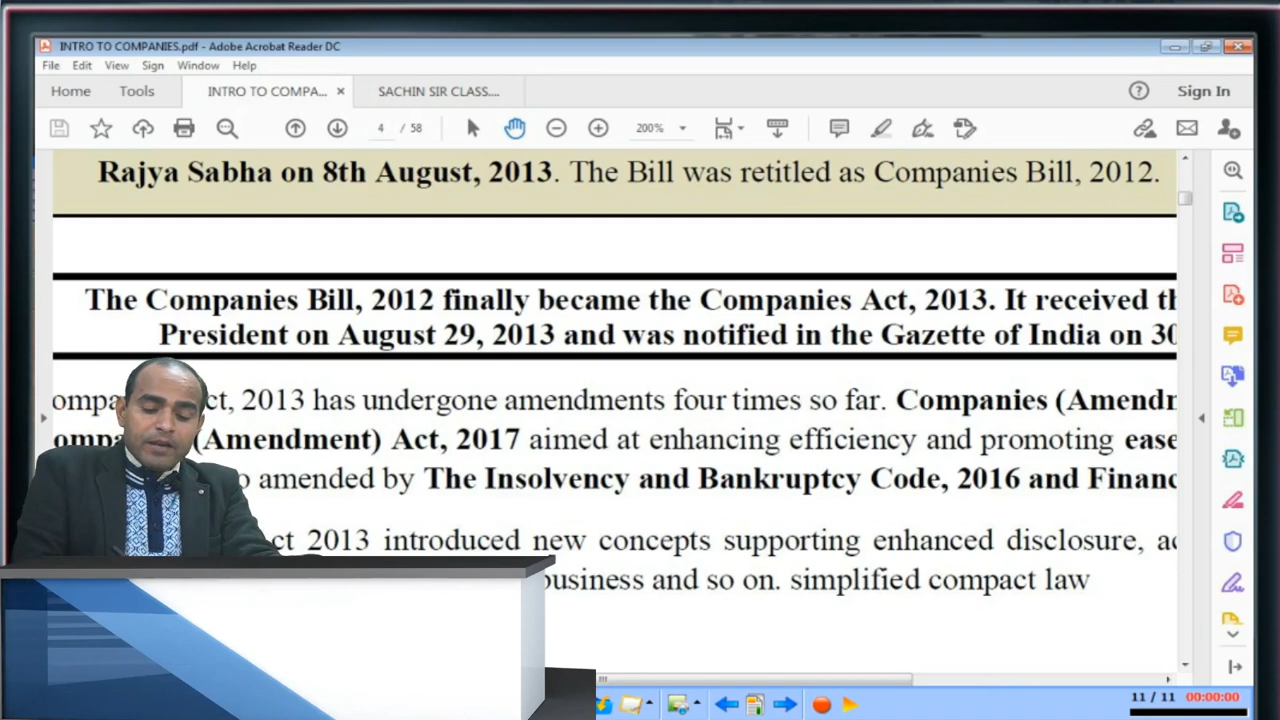 INTRO TO COMPANIES.pdf - Adobe Acrobat Reader DC
File Edit View Sign Window Help
Home Tools INTRO TO COMPA... × SACHIN SIR CLASS.... Sign In
4 / 58 200%
Rajya Sabha on 8th August, 2013. The Bill was retitled as Companies Bill, 2012.
The Companies Bill, 2012 finally became the Companies Act, 2013. It received
President on August 29, 2013 and was notified in the Gazette of India on 30
ct, 2013 has undergone amendments four times so far. Companies (Amend
(Amendment) Act, 2017 aimed at enhancing efficiency and promoting ease
o amended by The Insolvency and Bankruptcy Code, 2016 and Financ
ct 2013 introduced new concepts supporting enhanced disclosure,
business and so on. simplified compact law
11 / 11 00:00:00